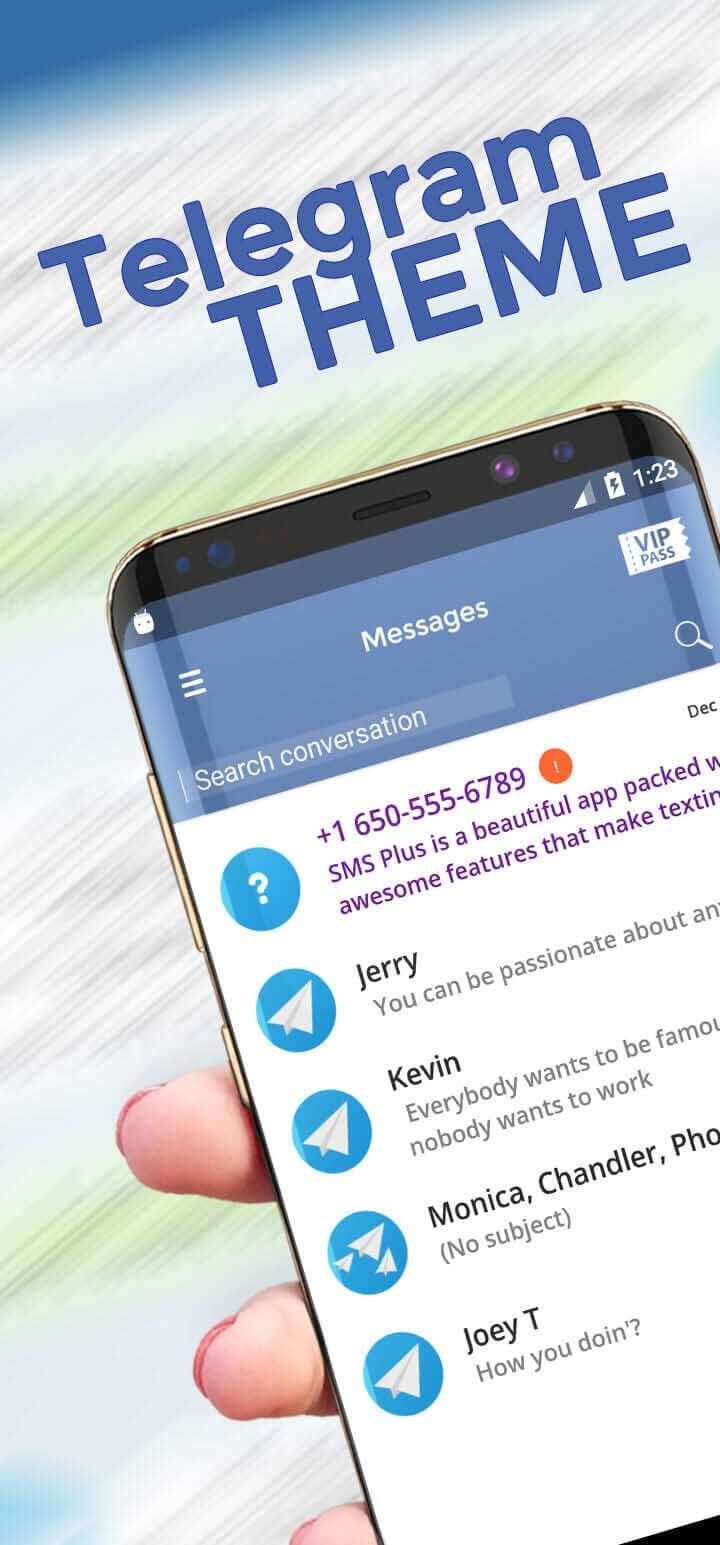 Telegram
THEME
1:23
VIP
PASS
Messages
Search conversation
Dec
+1 650-555-6789 !
SMS Plus is a beautiful app packed w
awesome features that make textin
?
Jerry
You can be passionate about an
Kevin
Everybody wants to be famou
nobody wants to work
Monica, Chandler, Pho
(No subject)
Joey T
How you doin'?